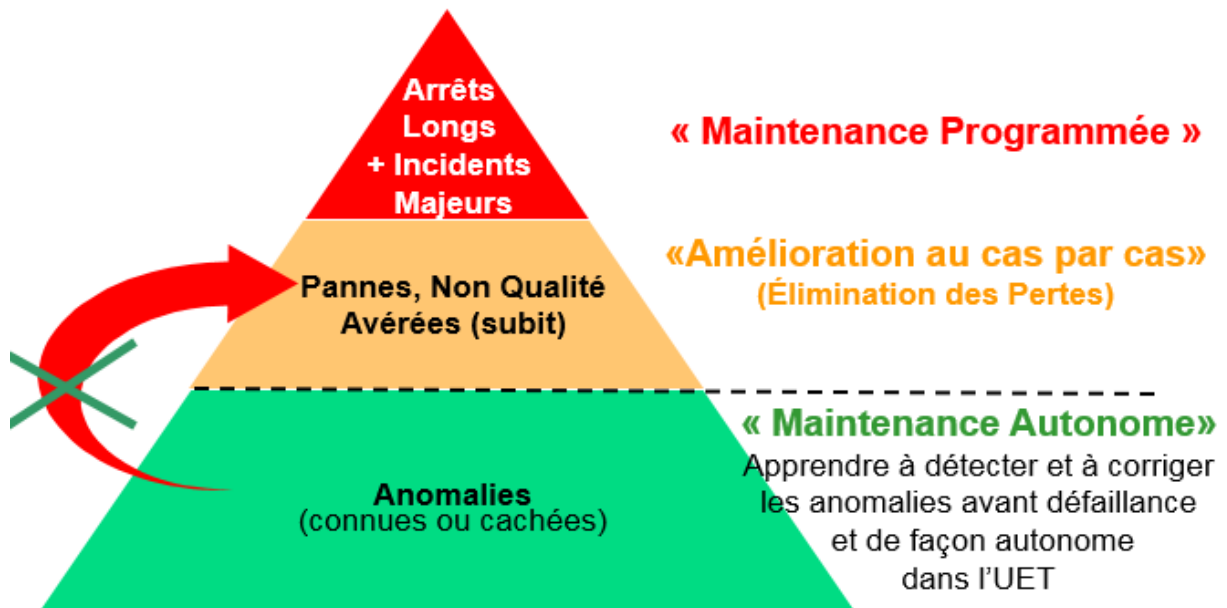 Arrêts
Longs
+ Incidents
Majeurs
« Maintenance Programmée »
Pannes, Non Qualité
Avérées (subit)
«Amélioration au cas par cas»
(Élimination des Pertes)
Anomalies
(connues ou cachées)
« Maintenance Autonome»
Apprendre à détecter et à corriger
les anomalies avant défaillance
et de façon autonome
dans l'UET